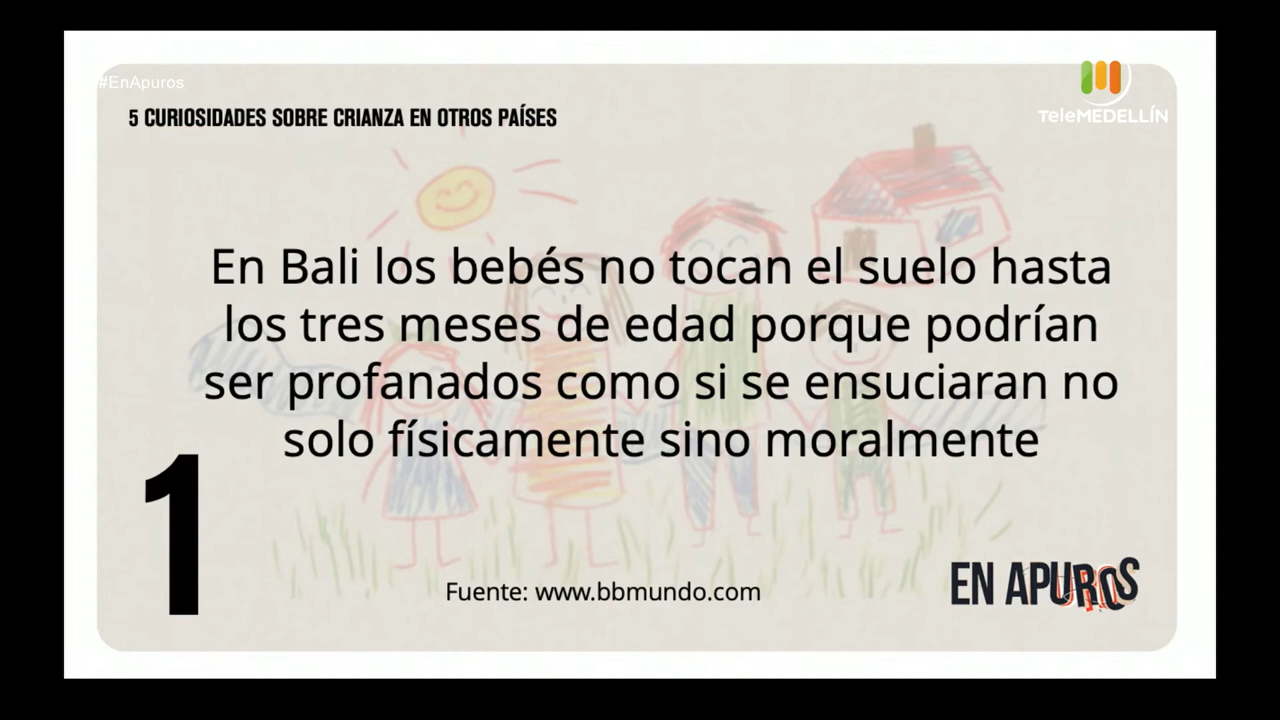 #EnApuros
TeleMEDELLÍN
5 CURIOSIDADES SOBRE CRIANZA EN OTROS PAÍSES
En Bali los bebés no tocan el suelo hasta
los tres meses de edad porque podrían
ser profanados como si se ensuciaran no
solo físicamente sino moralmente
1
Fuente: www.bbmundo.com
EN APUROS